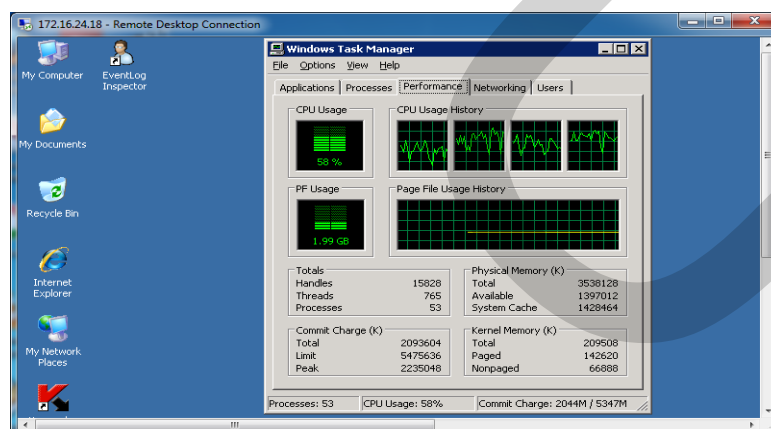 172.16.24.18 - Remote Desktop Connection
My Computer
EventLog
Inspector
My Documents
Recycle Bin
Internet
Explorer
My Network
Places
Windows Task Manager
File Options View Help
Applications Processes Performance Networking Users
CPU Usage CPU Usage History
58 %
PF Usage Page File Usage History
1.99 GB
Totals
Handles 15828
Threads 765
Processes 53
Physical Memory (K)
Total 3538128
Available 1397012
System Cache 1428464
Commit Charge (K)
Total 2093604
Limit 5475636
Peak 2235048
Kernel Memory (K)
Total 209508
Paged 142620
Nonpaged 66888
Processes: 53 CPU Usage: 58% Commit Charge: 2044M / 5347M